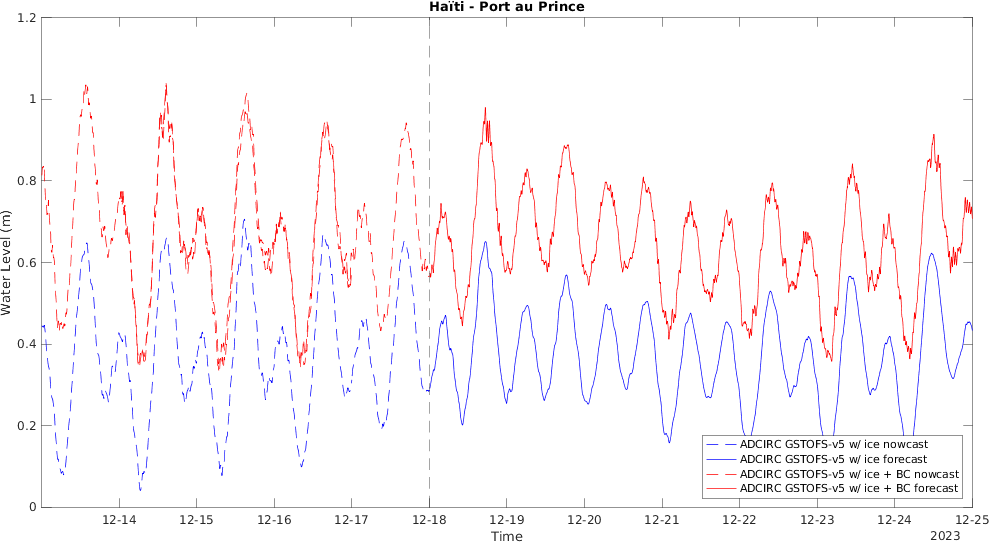 Haïti - Port au Prince
1.2
1
0.8
0.6
0.4
0.2
0
Water Level (m)
12-14 12-15 12-16 12-17 12-18 12-19 12-20 12-21 12-22 12-23 12-24 12-25
Time
2023
ADCIRC GSTOFS-v5 w/ ice nowcast
ADCIRC GSTOFS-v5 w/ ice forecast
ADCIRC GSTOFS-v5 w/ ice + BC nowcast
ADCIRC GSTOFS-v5 w/ ice + BC forecast